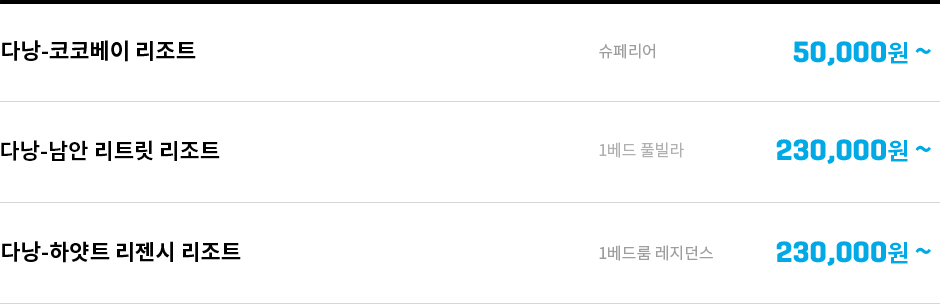 다낭-코코베이 리조트 슈페리어 50,000원 ~
다낭-남안 리트릿 리조트 1베드 풀빌라 230,000원 ~
다낭-하얏트 리젠시 리조트 1베드룸 레지던스 230,000원 ~